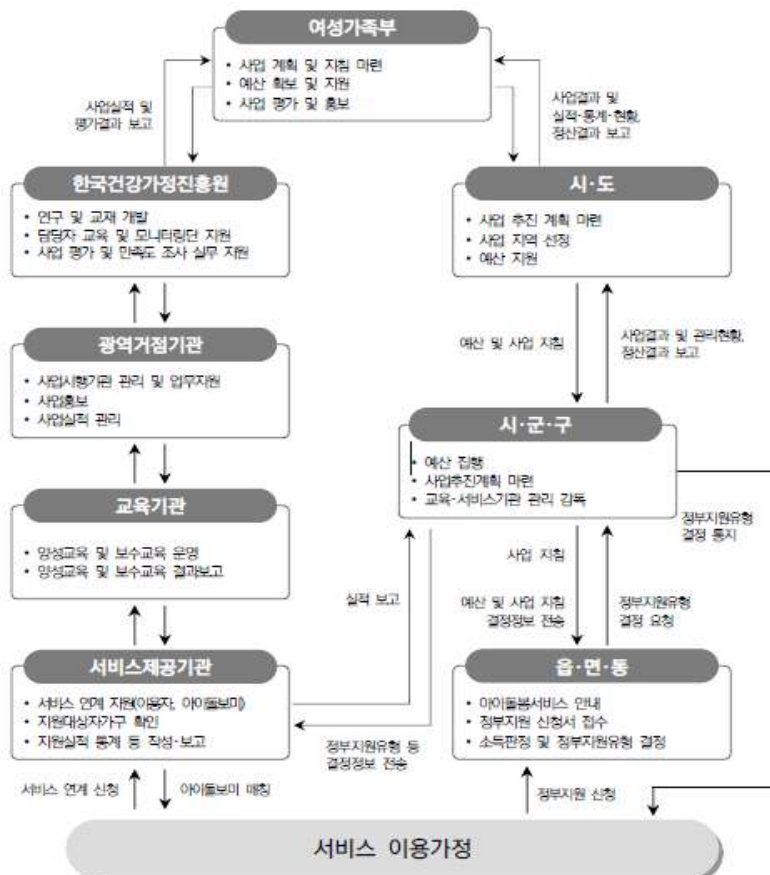 여성가족부
• 사업 계획 및 지침 마련
• 예산 확보 및 지원
• 사업 평가 및 홍보
사업실적 및
평가결과 보고
사업결과 및
실적·통계·현황,
정산결과 보고
한국건강가정진흥원
• 연구 및 교재 개발
• 담당자 교육 및 모니터링단 지원
• 사업 평가 및 만족도 조사 실무 지원
시·도
• 사업 추진 계획 마련
• 사업 지역 선정
• 예산 지원
예산 및 사업 지침
사업결과 및 관리현황,
정산결과 보고
광역거점기관
• 사업시행기관 관리 및 업무지원
• 사업홍보
• 사업실적 관리
시·군·구
• 예산 집행
• 사업추진계획 마련
• 교육·서비스기관 관리 감독
정부지원유형
결정 통지
교육기관
• 양성교육 및 보수교육 운영
• 양성교육 및 보수교육 결과보고
실적 보고
사업 지침
예산 및 사업 지침
결정정보 전송
정부지원유형
결정 요청
서비스제공기관
• 서비스 연계 지원(이용자, 아이돌보미)
• 지원대상자가구 확인
• 지원실적 통계 등 작성·보고
정부지원유형 등
결정정보 전송
읍·면·동
• 아이돌봄서비스 안내
• 정부지원 신청서 접수
• 소득판정 및 정부지원유형 결정
서비스 연계 신청
아이돌보미 매칭
정부지원 신청
서비스 이용가정